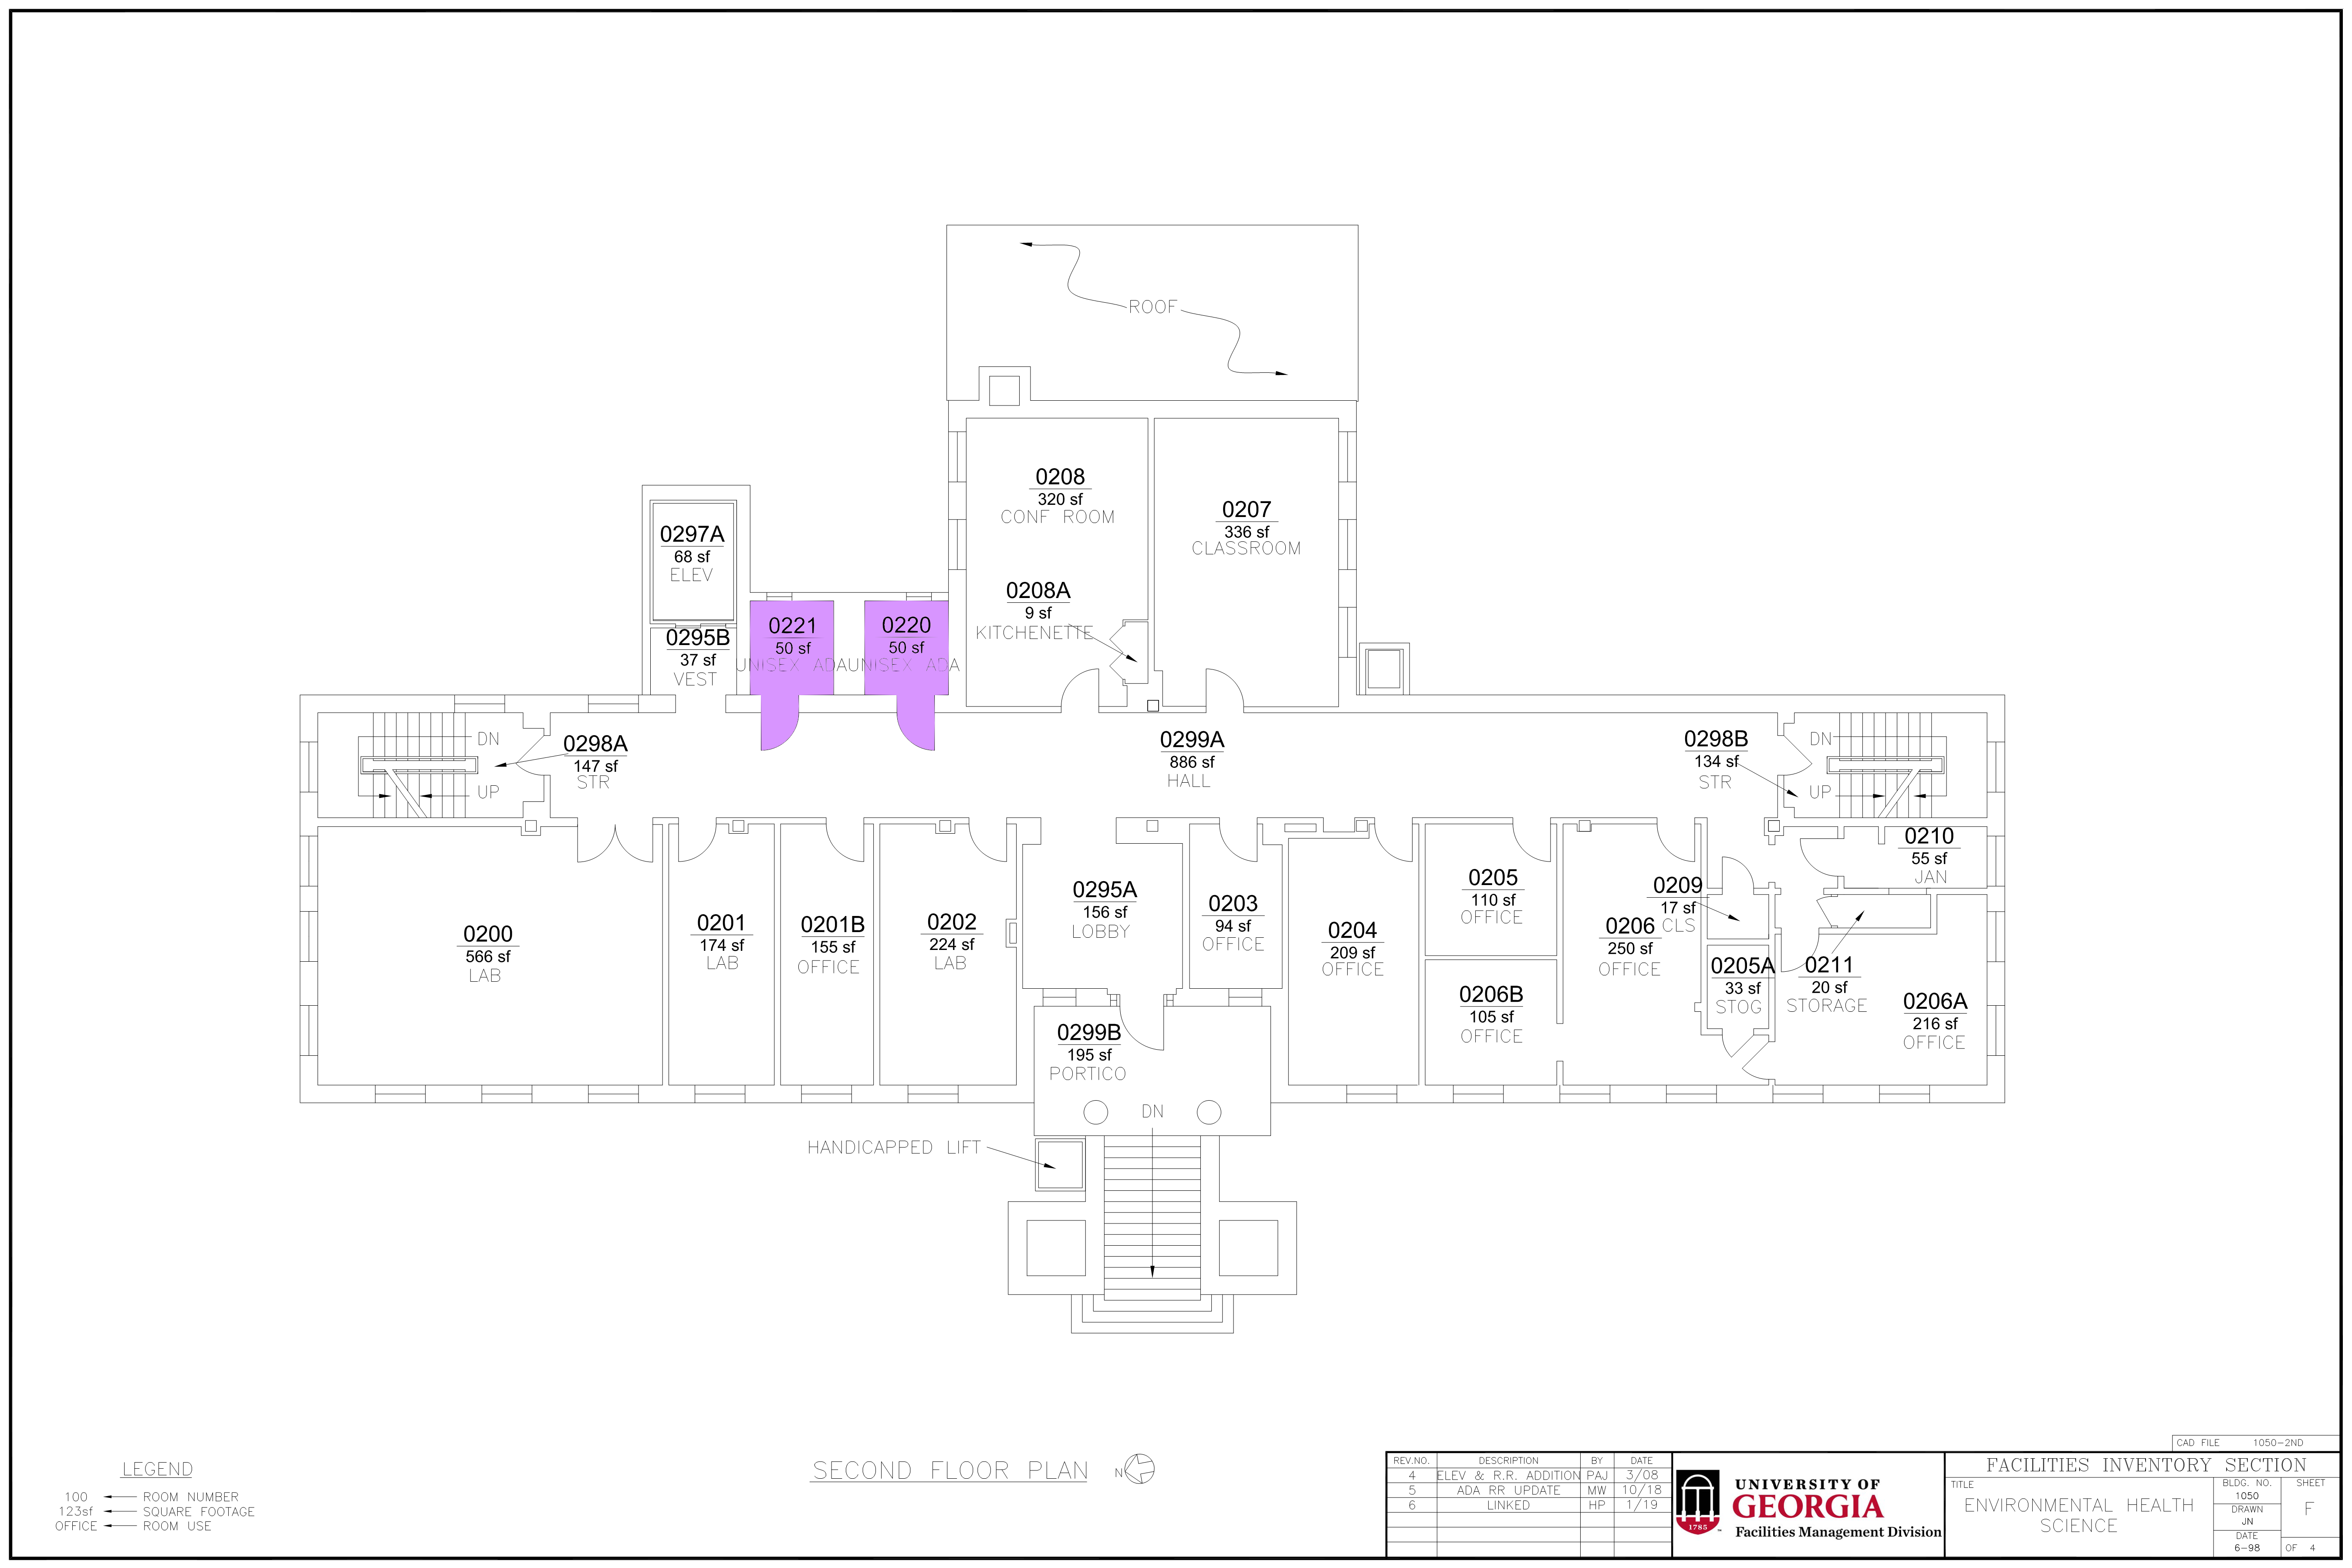 ROOF
0208
320 sf
CONF ROOM
0207
336 sf
CLASSROOM
0208A
9 sf
KITCHENETTE
0297A
68 sf
ELEV
0295B
37 sf
VEST
0221
50 sf
UNISEX ADA
0220
50 sf
UNISEX ADA
DN
UP
0298A
147 sf
STR
0299A
886 sf
HALL
0298B
134 sf
STR
DN
UP
0200
566 sf
LAB
0201
174 sf
LAB
0201B
155 sf
OFFICE
0202
224 sf
LAB
0295A
156 sf
LOBBY
0203
94 sf
OFFICE
0204
209 sf
OFFICE
0205
110 sf
OFFICE
0206B
105 sf
OFFICE
0206
250 sf
OFFICE
0209
17 sf
CLS
0205A
33 sf
STOG
0210
55 sf
JAN
0211
20 sf
STORAGE
0206A
216 sf
OFFICE
0299B
195 sf
PORTICO
DN
HANDICAPPED LIFT
LEGEND
100 ROOM NUMBER
123sf SQUARE FOOTAGE
OFFICE ROOM USE
SECOND FLOOR PLAN
N
REV.NO. DESCRIPTION BY DATE
4 ELEV & R.R. ADDITION PAJ 3/08
5 ADA RR UPDATE MW 10/18
6 LINKED HP 1/19
1785
UNIVERSITY OF
GEORGIA
Facilities Management Division
CAD FILE 1050-2ND
FACILITIES INVENTORY SECTION
TITLE
ENVIRONMENTAL HEALTH
SCIENCE
BLDG. NO.
1050
DRAWN
JN
DATE
6-98
SHEET
F
OF 4